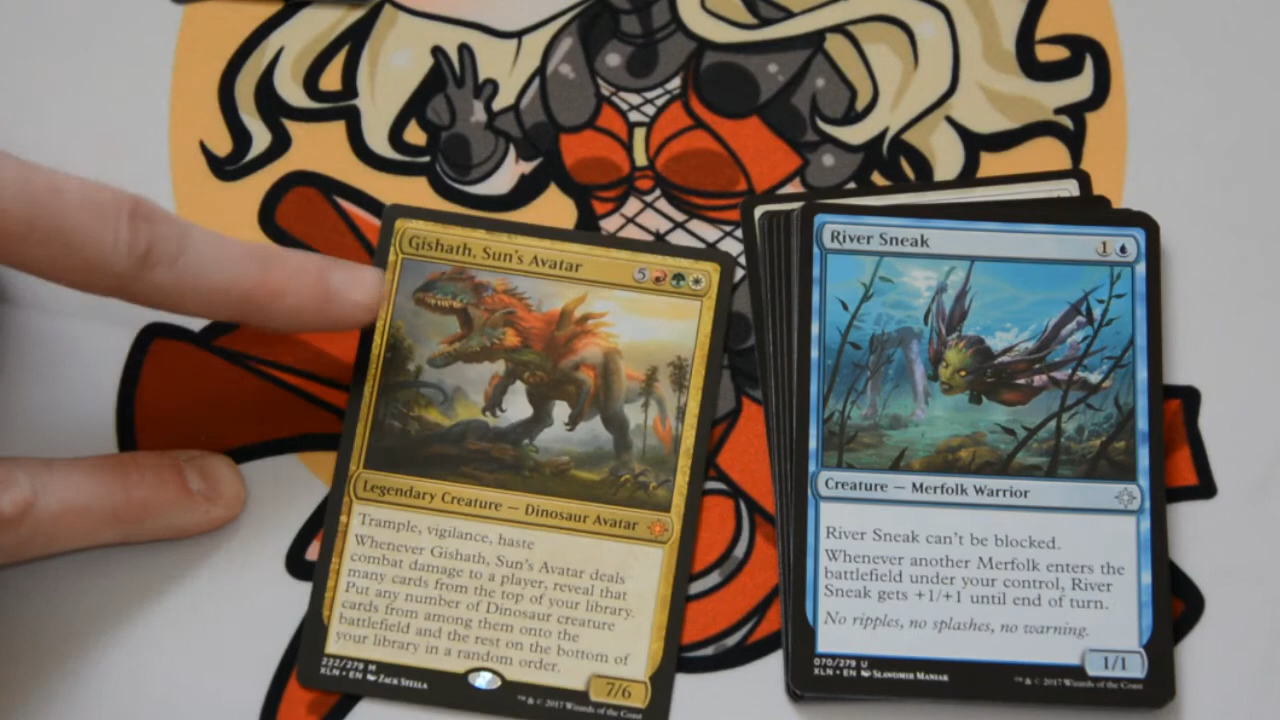 Gishath, Sun's Avatar
5
Legendary Creature — Dinosaur Avatar
Trample, vigilance, haste
Whenever Gishath, Sun's Avatar deals
combat damage to a player, reveal that
many cards from the top of your library.
Put any number of Dinosaur creature
cards from among them onto the
battlefield and the rest on the bottom of
your library in a random order.
7/6
222/279 M
XLN • EN Zack Stella
™ & © 2017 Wizards of the Coast
River Sneak
1
Creature — Merfolk Warrior
River Sneak can't be blocked.
Whenever another Merfolk enters the
battlefield under your control, River
Sneak gets +1/+1 until end of turn.
No ripples, no splashes, no warning.
1/1
070/279 U
XLN • EN Slawomir Maniak
™ & © 2017 Wizards of the Coast